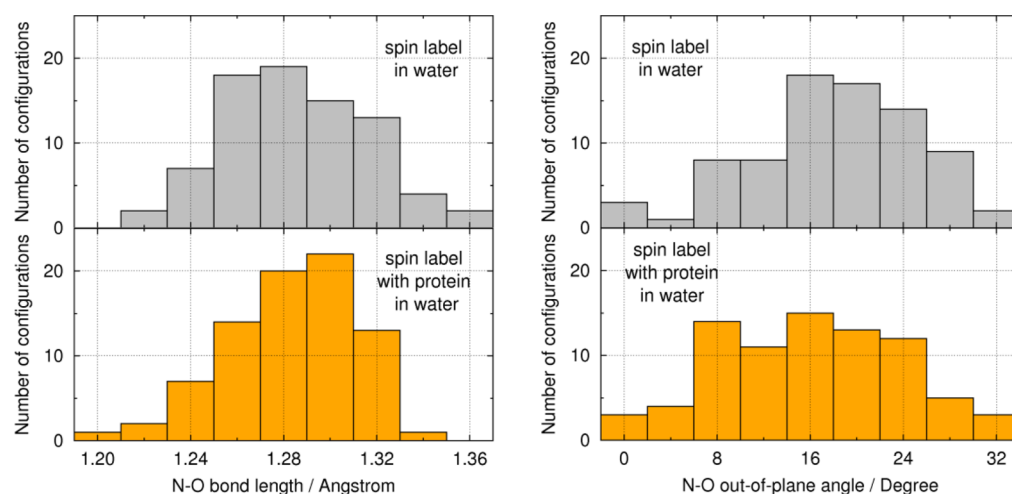 Number of configurations
20
10
0
spin label
in water
Number of configurations
20
10
0
spin label
with protein
in water
1.20 1.24 1.28 1.32 1.36
N-O bond length / Angstrom
Number of configurations
20
10
0
spin label
in water
Number of configurations
20
10
0
spin label
with protein
in water
0 8 16 24 32
N-O out-of-plane angle / Degree